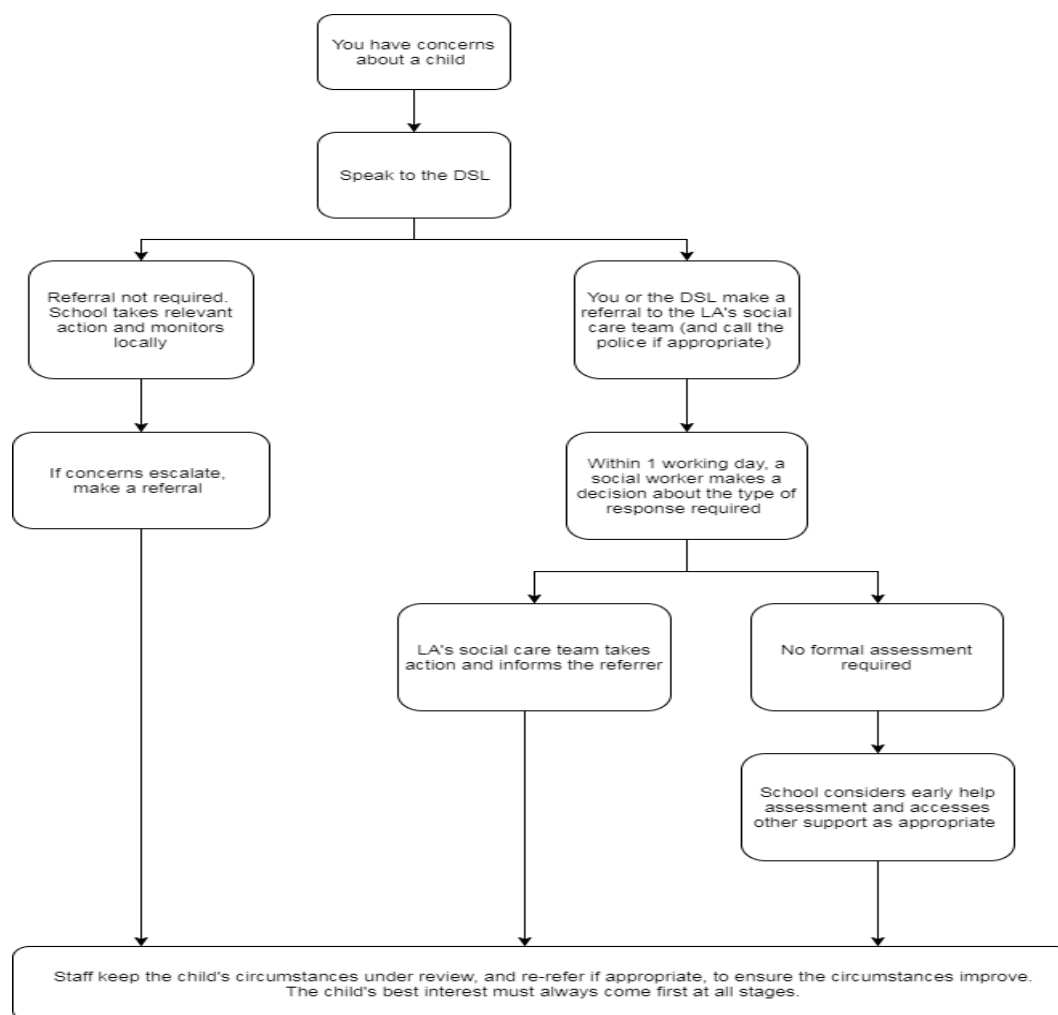 You have concerns
about a child
Speak to the DSL
Referral not required.
School takes relevant
action and monitors
locally
You or the DSL make a
referral to the LA's social
care team (and call the
police if appropriate)
If concerns escalate,
make a referral
Within 1 working day, a
social worker makes a
decision about the type of
response required
LA's social care team takes
action and informs the referrer
No formal assessment
required
School considers early help
assessment and accesses
other support as appropriate
Staff keep the child's circumstances under review, and re-refer if appropriate, to ensure the circumstances improve.
The child's best interest must always come first at all stages.